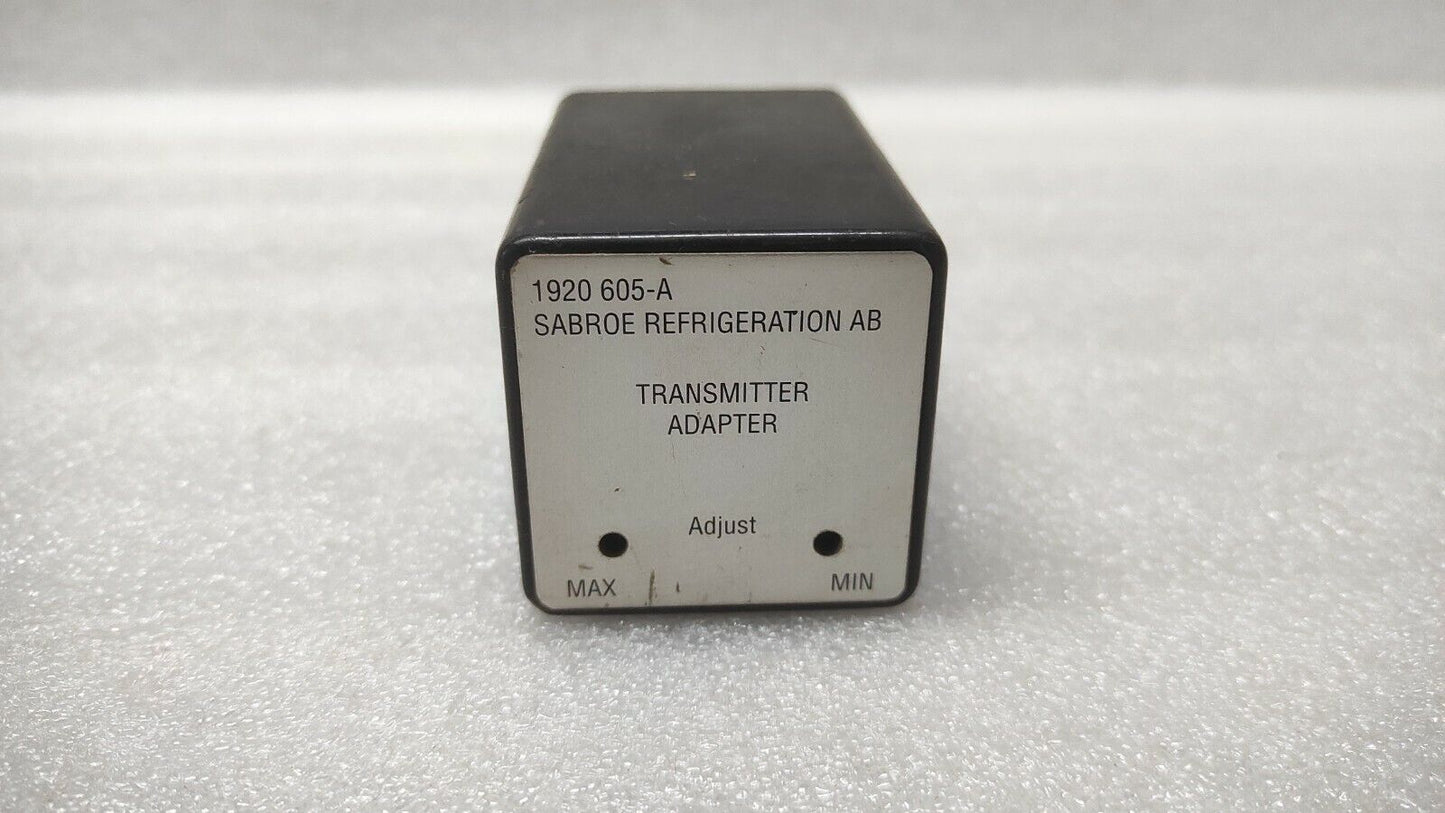 1920 605-A
SABROE REFRIGERATION AB
TRANSMITTER
ADAPTER
Adjust
MAX
MIN